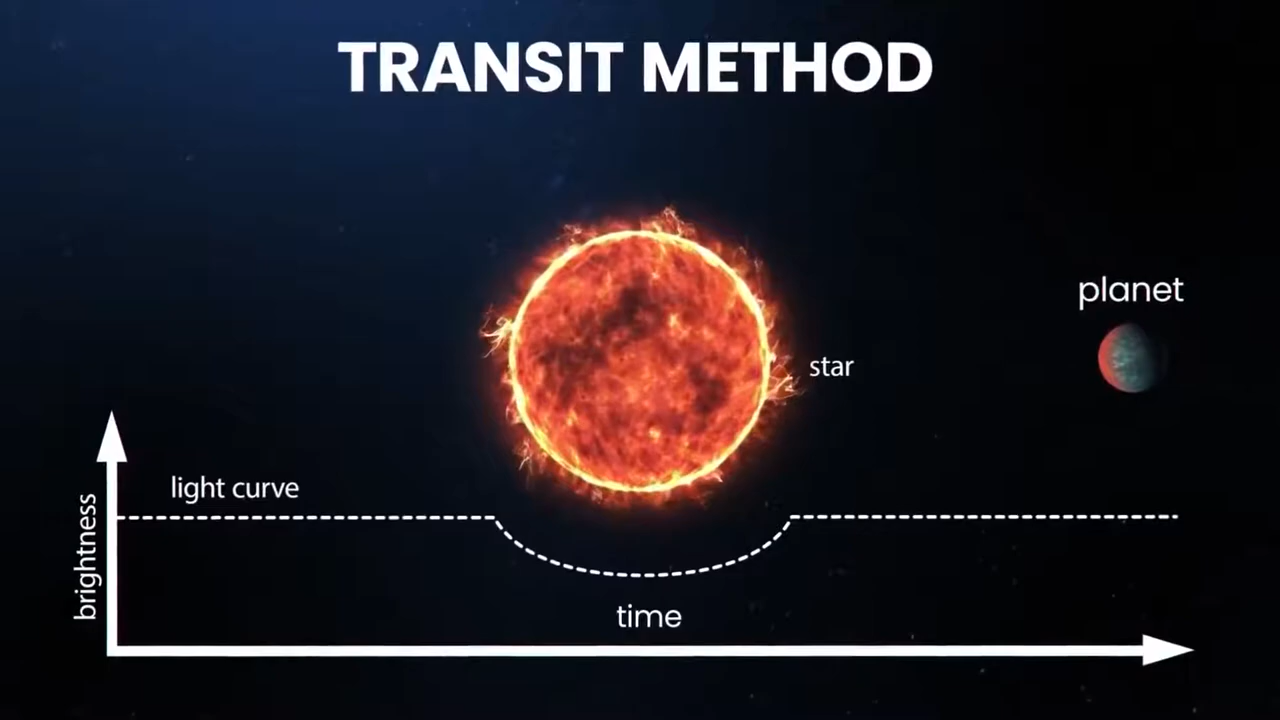 TRANSIT METHOD
planet
star
light curve
brightness
time